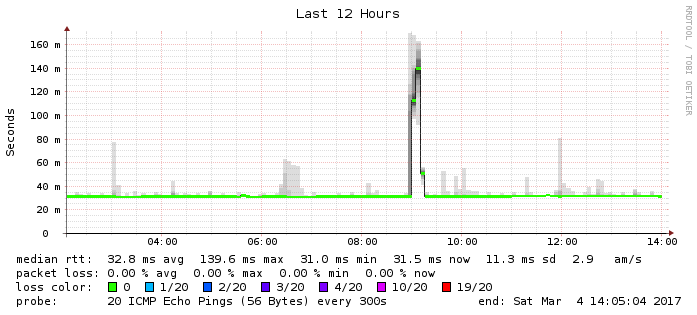 Last 12 Hours
RRDTOOL / TOBI OETIKER
Seconds
160 m
140 m
120 m
100 m
80 m
60 m
40 m
20 m
0
04:00 06:00 08:00 10:00 12:00 14:00
median rtt: 32.8 ms avg 139.6 ms max 31.0 ms min 31.5 ms now 11.3 ms sd 2.9 am/s
packet loss: 0.00 % avg 0.00 % max 0.00 % min 0.00 % now
loss color: 0 1/20 2/20 3/20 4/20 10/20 19/20
probe: 20 ICMP Echo Pings (56 Bytes) every 300s end: Sat Mar 4 14:05:04 2017